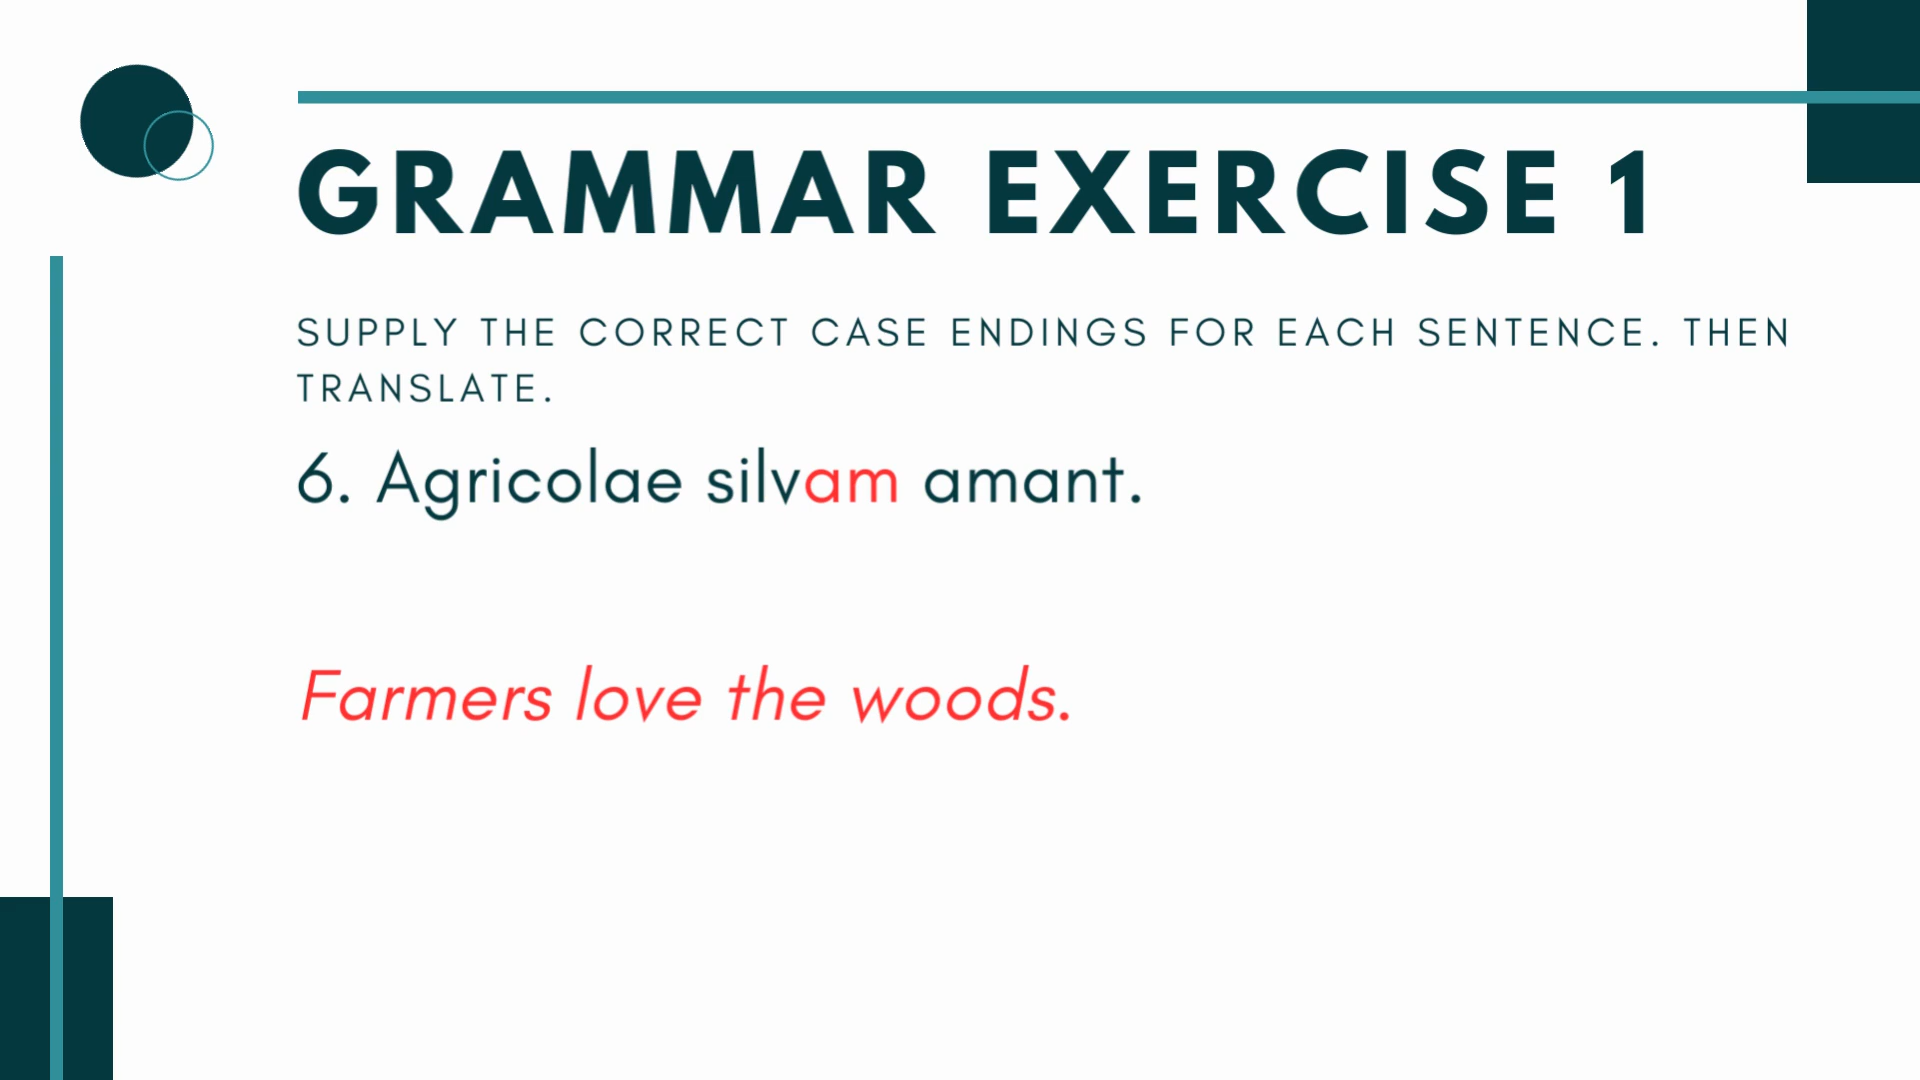 GRAMMAR EXERCISE 1
SUPPLY THE CORRECT CASE ENDINGS FOR EACH SENTENCE. THEN
TRANSLATE.
6. Agricolae silvam amant.
Farmers love the woods.